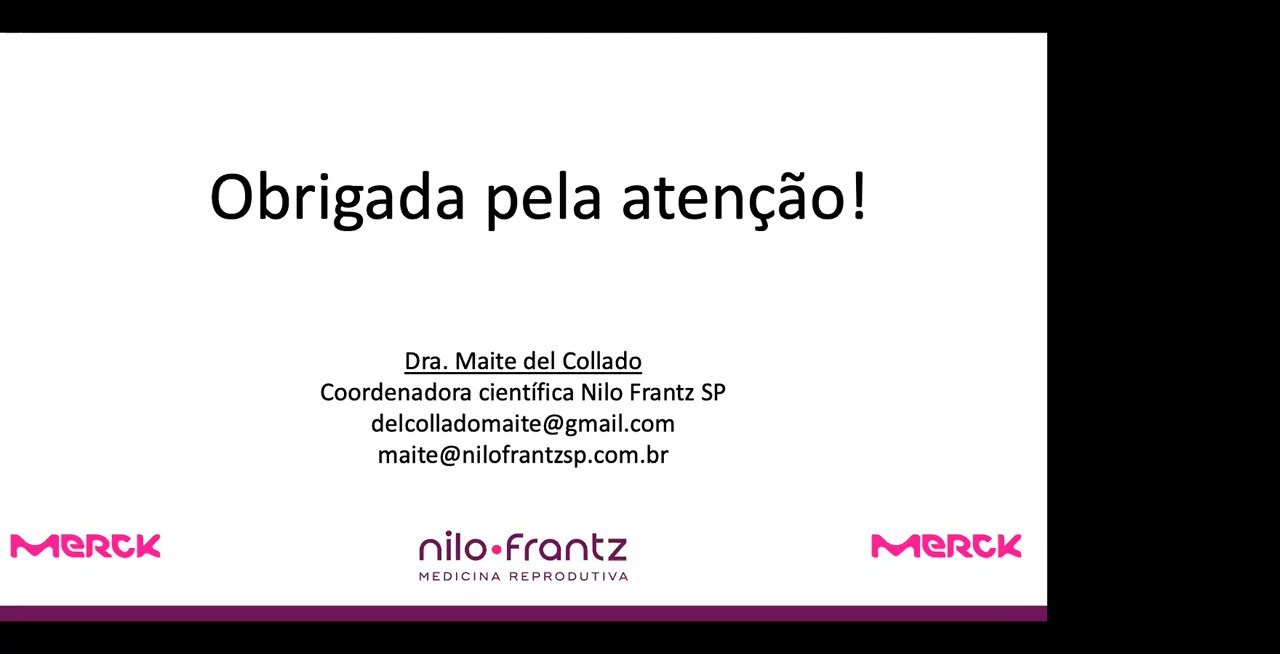 Obrigada pela atenção!
Dra. Maite del Collado
Coordenadora científica Nilo Frantz SP
delcolladomaite@gmail.com
maite@nilofrantzsp.com.br
MERCK
nilo•frantz
MEDICINA REPRODUTIVA
MERCK